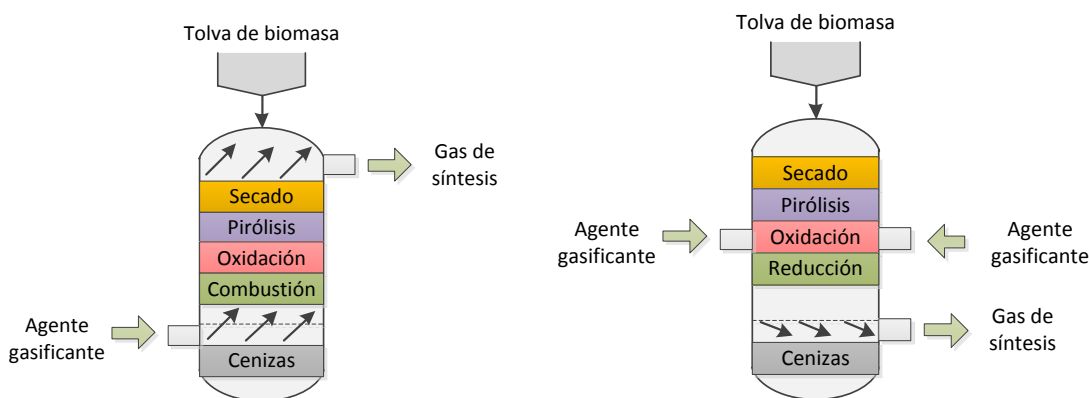 Tolva de biomasa
Gas de
síntesis
Secado
Pirólisis
Oxidación
Combustión
Agente
gasificante
Cenizas
Tolva de biomasa
Secado
Pirólisis
Agente
gasificante
Oxidación
Agente
gasificante
Reducción
Gas de
síntesis
Cenizas